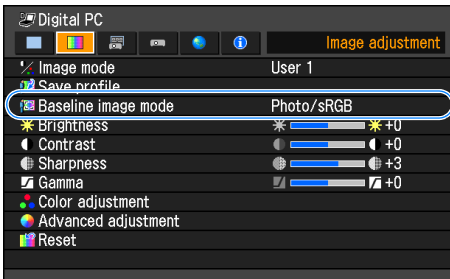 Digital PC
Image adjustment
Image mode User 1
Save profile
Baseline image mode Photo/sRGB
Brightness +0
Contrast +0
Sharpness +3
Gamma +0
Color adjustment
Advanced adjustment
Reset